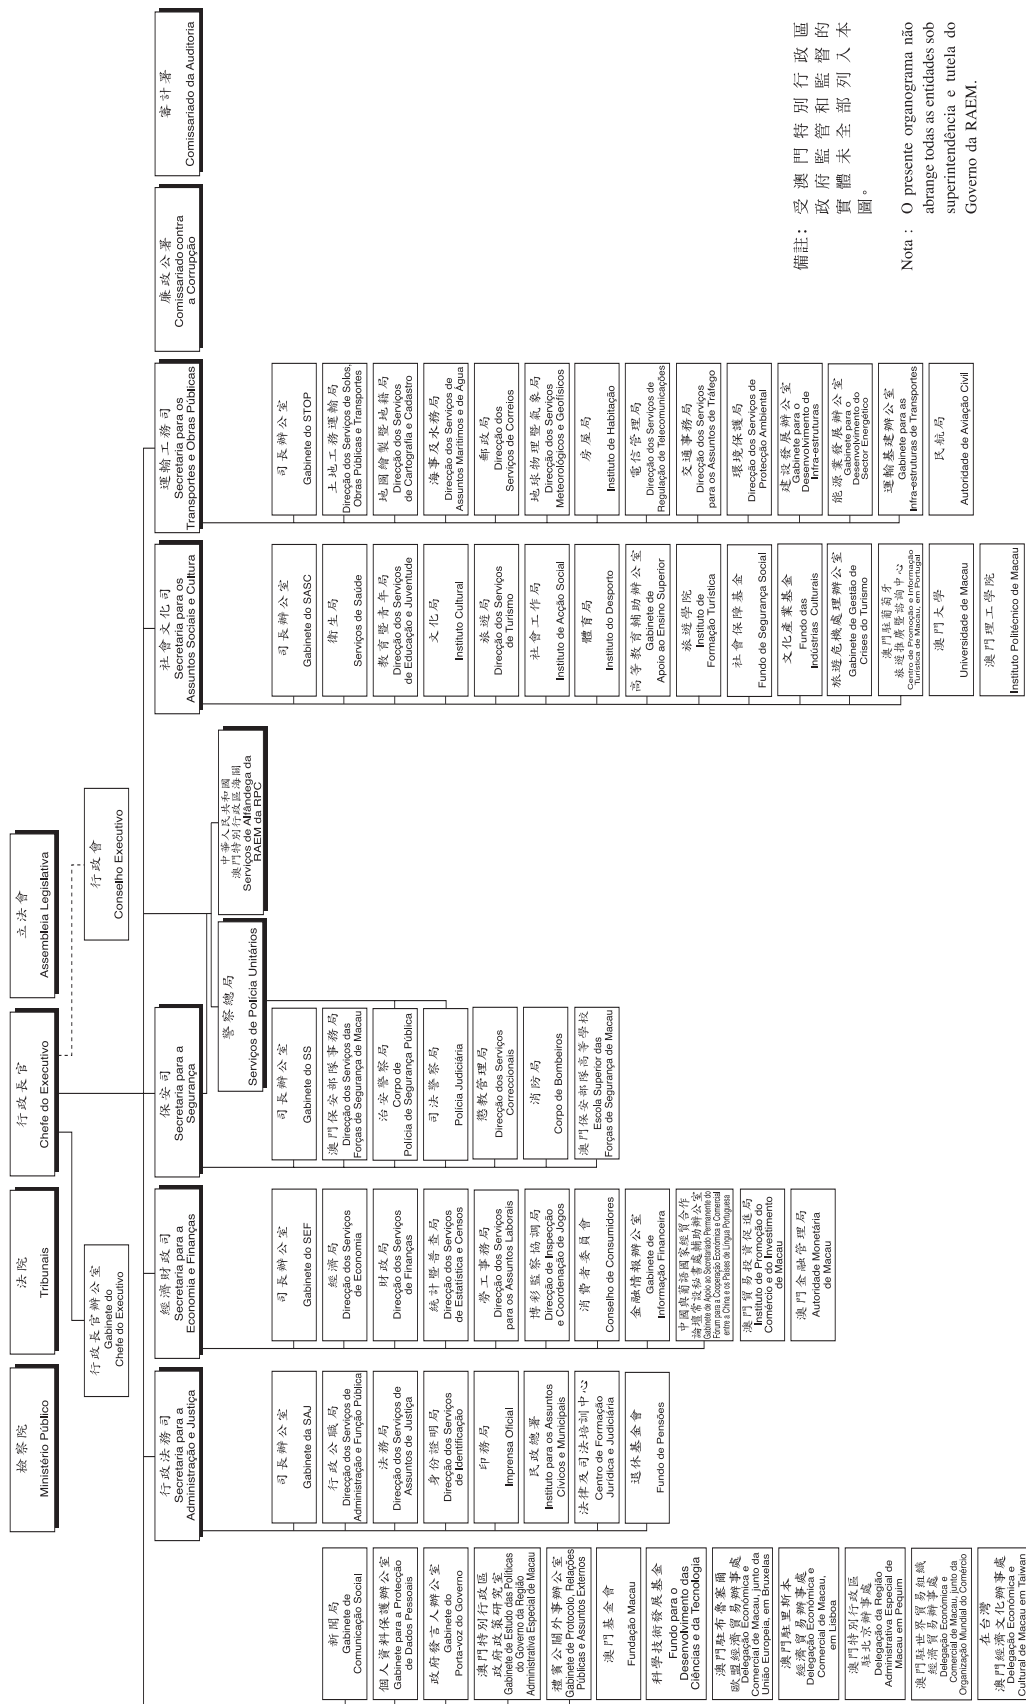 檢察院
Ministério Público
法院
Tribunais
行政長官
Chefe do Executivo
立法會
Assembleia Legislativa
行政長官辦公室
Gabinete do
Chefe do Executivo
行政會
Conselho Executivo
行政法務司
Secretaria para a
Administração e Justiça
經濟財政司
Secretaria para a
Economia e Finanças
保安司
Secretaria para a
Segurança
社會文化司
Secretaria para os
Assuntos Sociais e Cultura
運輸工務司
Secretaria para os
Transportes e Obras Públicas
廉政公署
Comissariado contra
a Corrupção
審計署
Comissariado da Auditoria
警察總局
Serviços de Polícia Unitários
中華人民共和國
澳門特別行政區海關
Serviços de Alfândega da
RAEM da RPC
新聞局
Gabinete de
Comunicação Social
個人資料保護辦公室
Gabinete para a Protecção
de Dados Pessoais
政府發言人辦公室
Gabinete do
Porta-voz do Governo
澳門特別行政區
政府政策研究室
Gabinete de Estudo das Políticas
do Governo da Região
Administrativa Especial de Macau
禮賓公關外事辦公室
Gabinete de Protocolo, Relações
Públicas e Assuntos Externos
澳門基金會
Fundação Macau
科學技術發展基金
Fundo para o
Desenvolvimento das
Ciências e da Tecnologia
澳門駐布魯塞爾
歐盟經濟貿易辦事處
Delegação Económica e
Comercial de Macau, junto da
União Europeia, em Bruxelas
澳門駐里斯本
經濟貿易辦事處
Delegação Económica e
Comercial de Macau,
em Lisboa
澳門特別行政區
駐北京辦事處
Delegação da Região
Administrativa Especial de
Macau em Pequim
澳門駐世界貿易組織
經濟貿易辦事處
Delegação Económica e
Comercial de Macau, junto da
Organização Mundial do Comércio
在台灣
澳門經濟文化辦事處
Delegação Económica e
Cultural de Macau em Taiwan
司長辦公室
Gabinete da SAJ
行政公職局
Direcção dos Serviços de
Administração e Função Pública
法務局
Direcção dos Serviços de
Assuntos de Justiça
身份證明局
Direcção dos Serviços
de Identificação
印務局
Imprensa Oficial
民政總署
Instituto para os Assuntos
Cívicos e Municipais
法律及司法培訓中心
Centro de Formação
Jurídica e Judiciária
退休基金會
Fundo de Pensões
司長辦公室
Gabinete do SEF
經濟局
Direcção dos Serviços
de Economia
財政局
Direcção dos Serviços
de Finanças
統計暨普查局
Direcção dos Serviços
de Estatística e Censos
勞工事務局
Direcção dos Serviços
para os Assuntos Laborais
博彩監察協調局
Direcção de Inspecção
e Coordenação de Jogos
消費者委員會
Conselho de Consumidores
金融情報辦公室
Gabinete de
Informação Financeira
中國與葡語國家經貿合作
論壇常設秘書處輔助辦公室
Gabinete de Apoio ao Secretariado Permanente do
Fórum para a Cooperação Económica e Comercial
entre a China e os Países de Língua Portuguesa
澳門貿易投資促進局
Instituto de Promoção do
Comércio e do Investimento
de Macau
澳門金融管理局
Autoridade Monetária
de Macau
司長辦公室
Gabinete do SS
澳門保安部隊事務局
Direcção dos Serviços das
Forças de Segurança de Macau
治安警察局
Corpo de
Polícia de Segurança Pública
司法警察局
Polícia Judiciária
懲教管理局
Direcção dos Serviços
Correccionais
消防局
Corpo de Bombeiros
澳門保安部隊高等學校
Escola Superior das
Forças de Segurança de Macau
司長辦公室
Gabinete do SASC
衛生局
Serviços de Saúde
教育暨青年局
Direcção dos Serviços
de Educação e Juventude
文化局
Instituto Cultural
旅遊局
Direcção dos Serviços
de Turismo
社會工作局
Instituto de Acção Social
體育局
Instituto do Desporto
高等教育輔助辦公室
Gabinete de
Apoio ao Ensino Superior
旅遊學院
Instituto de
Formação Turística
社會保障基金
Fundo de Segurança Social
文化產業基金
Fundo das
Indústrias Culturais
旅遊危機處理辦公室
Gabinete de Gestão de
Crises do Turismo
澳門駐葡萄牙
旅遊推廣暨諮詢中心
Centro de Promoção e Informação
Turística de Macau, em Portugal
澳門大學
Universidade de Macau
澳門理工學院
Instituto Politécnico de Macau
司長辦公室
Gabinete do STOP
土地工務運輸局
Direcção dos Serviços de Solos,
Obras Públicas e Transportes
地圖繪製暨地籍局
Direcção dos Serviços
de Cartografia e Cadastro
海事及水務局
Direcção dos Serviços de
Assuntos Marítimos e de Água
郵政局
Direcção dos
Serviços de Correios
地球物理暨氣象局
Direcção dos Serviços
Meteorológicos e Geofísicos
房屋局
Instituto de Habitação
電信管理局
Direcção dos Serviços de
Regulação de Telecomunicações
交通事務局
Direcção dos Serviços
para os Assuntos de Tráfego
環境保護局
Direcção dos Serviços de
Protecção Ambiental
建設發展辦公室
Gabinete para o
Desenvolvimento de
Infra-estruturas
能源業發展辦公室
Gabinete para o
Desenvolvimento do
Sector Energético
運輸基建辦公室
Gabinete para as
Infra-estruturas de Transportes
民航局
Autoridade de Aviação Civil
備註：受澳門特別行政區
政府監管和監督的
實體未全部列入本
圖。
Nota : O presente organograma não
abrange todas as entidades sob
superintendência e tutela do
Governo da RAEM.